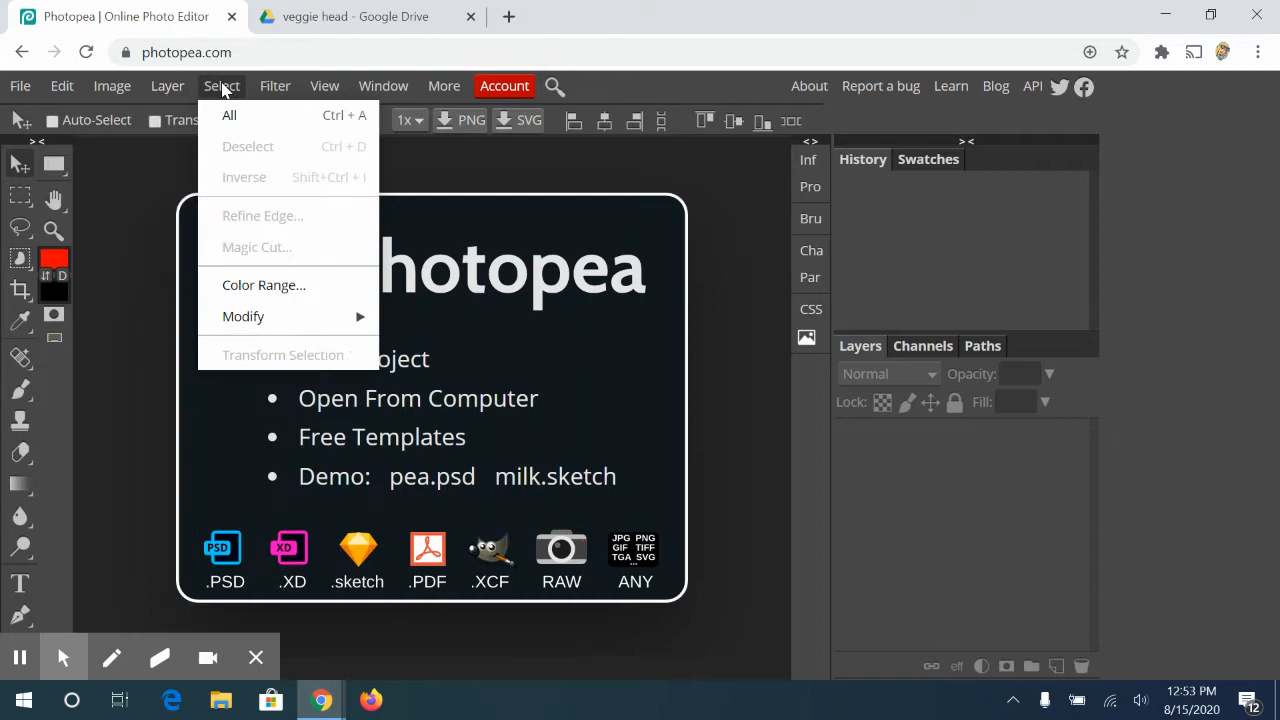 Photopea | Online Photo Editor
veggie head - Google Drive
photopea.com
File Edit Image Layer Select Filter View Window More Account
About Report a bug Learn Blog API
Auto-Select Trans 1x PNG SVG
All Ctrl + A
Deselect Ctrl + D
Inverse Shift+Ctrl + I
Refine Edge...
Magic Cut...
Color Range...
Modify
Transform Selection
hotopea
oject
Open From Computer
Free Templates
Demo: pea.psd milk.sketch
PSD XD JPG PNG
GIF TIFF
TGA SVG
...
.PSD .XD .sketch .PDF .XCF RAW ANY
D
T
Inf
Pro
Bru
Cha
Par
CSS
History Swatches
Layers Channels Paths
Normal Opacity:
Lock: Fill:
eff
12:53 PM
8/15/2020
12